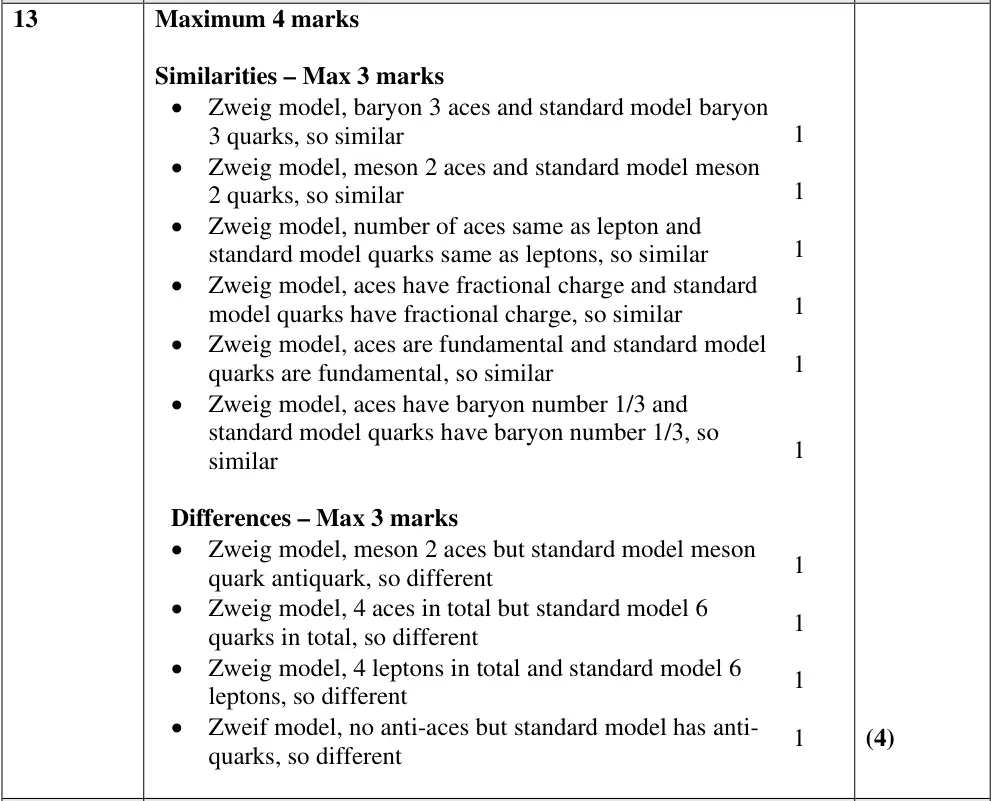 13 Maximum 4 marks
Similarities – Max 3 marks
• Zweig model, baryon 3 aces and standard model baryon
3 quarks, so similar 1
• Zweig model, meson 2 aces and standard model meson
2 quarks, so similar 1
• Zweig model, number of aces same as lepton and
standard model quarks same as leptons, so similar 1
• Zweig model, aces have fractional charge and standard
model quarks have fractional charge, so similar 1
• Zweig model, aces are fundamental and standard model
quarks are fundamental, so similar 1
• Zweig model, aces have baryon number 1/3 and
standard model quarks have baryon number 1/3, so
similar 1
Differences – Max 3 marks
• Zweig model, meson 2 aces but standard model meson
quark antiquark, so different 1
• Zweig model, 4 aces in total but standard model 6
quarks in total, so different 1
• Zweig model, 4 leptons in total and standard model 6
leptons, so different 1
• Zweif model, no anti-aces but standard model has anti-
quarks, so different 1 (4)